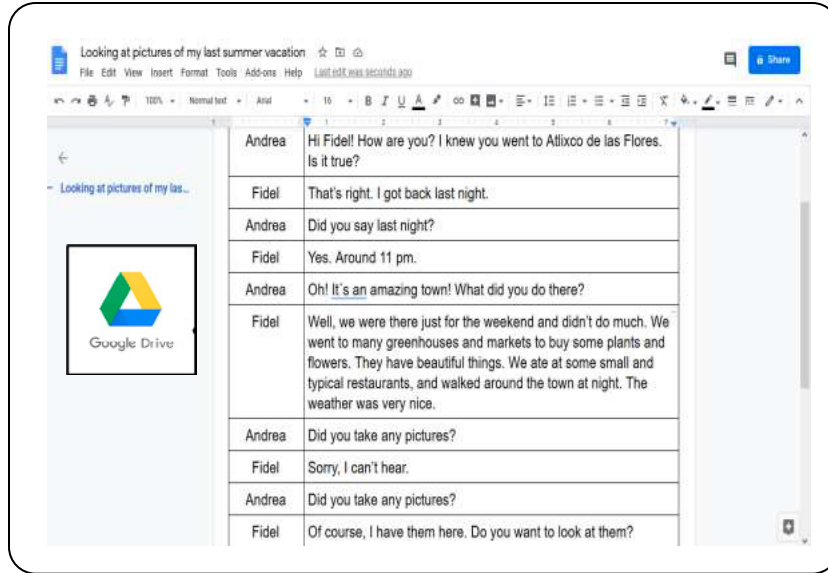 Looking at pictures of my last summer vacation
File Edit View Insert Format Tools Add-ons Help Last edit was seconds ago
Share
100% Normal text Arial 16 B I U A
1 1 2 3 4 5 6 7
Looking at pictures of my las...
Google Drive
Andrea Hi Fidel! How are you? I knew you went to Atlixco de las Flores.
Is it true?
Fidel That's right. I got back last night.
Andrea Did you say last night?
Fidel Yes. Around 11 pm.
Andrea Oh! It´s an amazing town! What did you do there?
Fidel Well, we were there just for the weekend and didn't do much. We
went to many greenhouses and markets to buy some plants and
flowers. They have beautiful things. We ate at some small and
typical restaurants, and walked around the town at night. The
weather was very nice.
Andrea Did you take any pictures?
Fidel Sorry, I can't hear.
Andrea Did you take any pictures?
Fidel Of course, I have them here. Do you want to look at them?